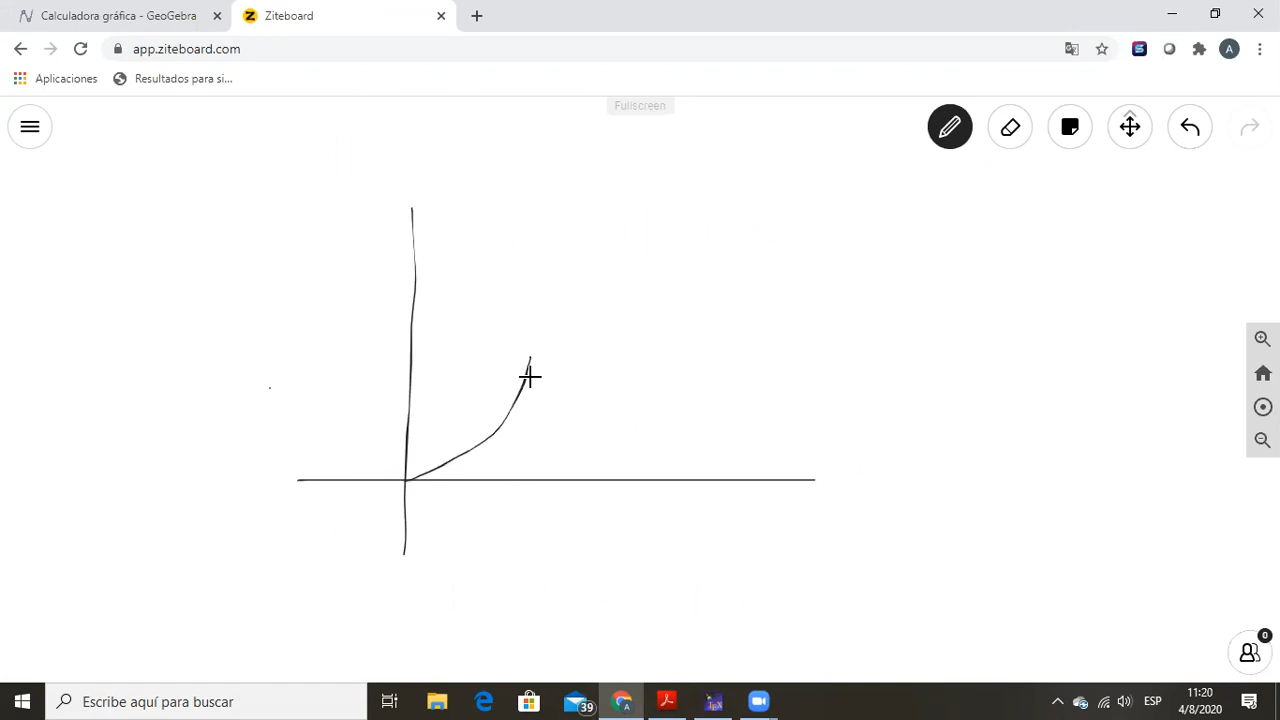 Calculadora gráfica - GeoGebra
Ziteboard
app.ziteboard.com
Aplicaciones
Resultados para si...
A
Fullscreen
0
Escribe aquí para buscar
39
ESP
11:20
4/8/2020